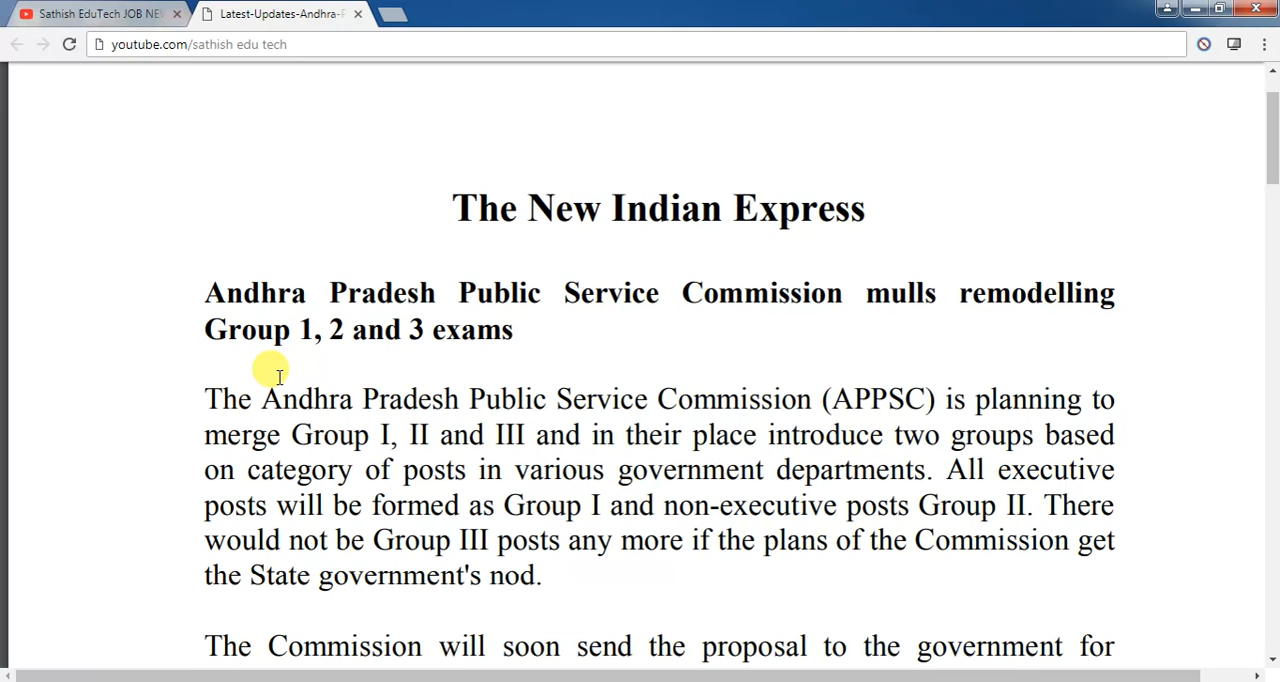 Sathish EduTech JOB NE
Latest-Updates-Andhra-P
youtube.com/sathish edu tech
The New Indian Express
Andhra Pradesh Public Service Commission mulls remodelling
Group 1, 2 and 3 exams
The Andhra Pradesh Public Service Commission (APPSC) is planning to
merge Group I, II and III and in their place introduce two groups based
on category of posts in various government departments. All executive
posts will be formed as Group I and non-executive posts Group II. There
would not be Group III posts any more if the plans of the Commission get
the State government's nod.
The Commission will soon send the proposal to the government for